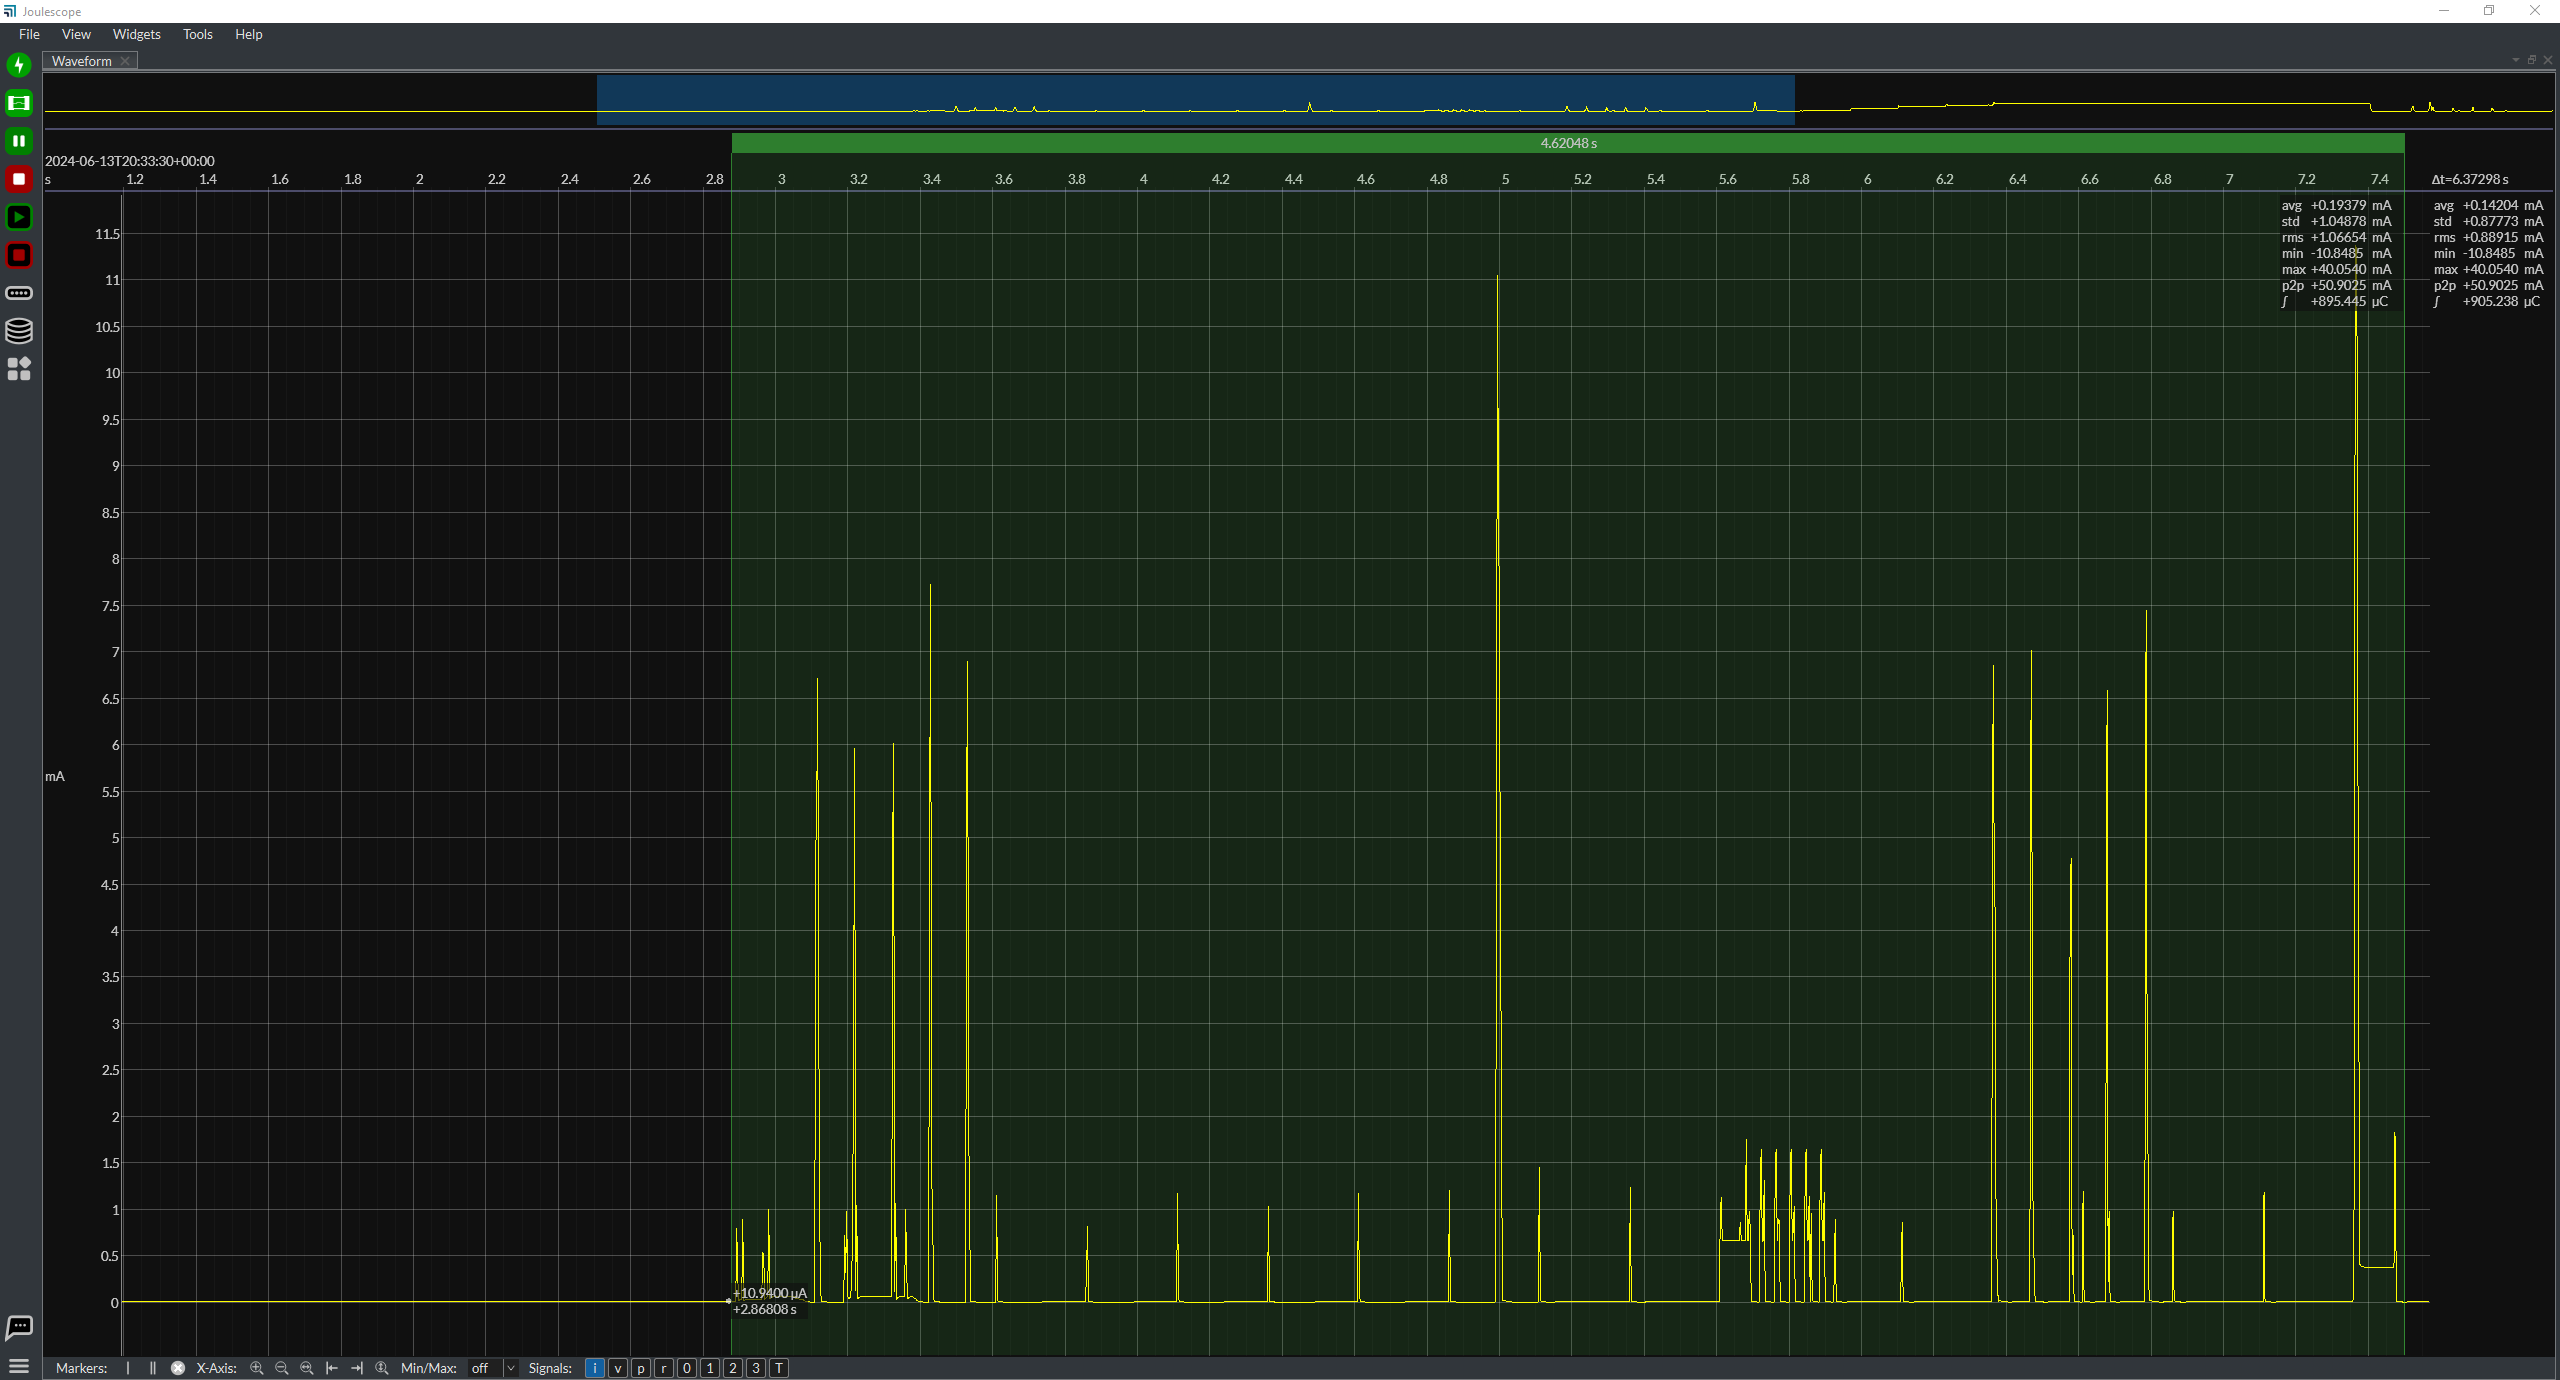 Joulescope
File View Widgets Tools Help
Waveform
4.62048 s
2024-06-13T20:33:30+00:00
s 1.2 1.4 1.6 1.8 2 2.2 2.4 2.6 2.8 3 3.2 3.4 3.6 3.8 4 4.2 4.4 4.6 4.8 5 5.2 5.4 5.6 5.8 6 6.2 6.4 6.6 6.8 7 7.2 7.4 Δt=6.37298 s
avg +0.19379 mA avg +0.14204 mA
std +1.04878 mA std +0.87773 mA
rms +1.06654 mA rms +0.88915 mA
min -10.8485 mA min -10.8485 mA
max +40.0540 mA max +40.0540 mA
p2p +50.9025 mA p2p +50.9025 mA
∫ +895.445 µC ∫ +905.238 µC
11.5
11
10.5
10
9.5
9
8.5
8
7.5
7
6.5
6
mA
5.5
5
4.5
4
3.5
3
2.5
2
1.5
1
0.5
0
+10.9400 µA
+2.86808 s
Markers: X-Axis: Min/Max: off Signals: i v p r 0 1 2 3 T